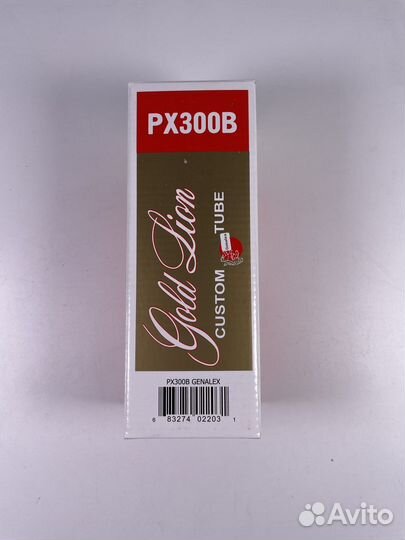 PX300B
Gold Lion
CUSTOM TUBE
PX300B GENALEX
6 83274 02203 1
Avito